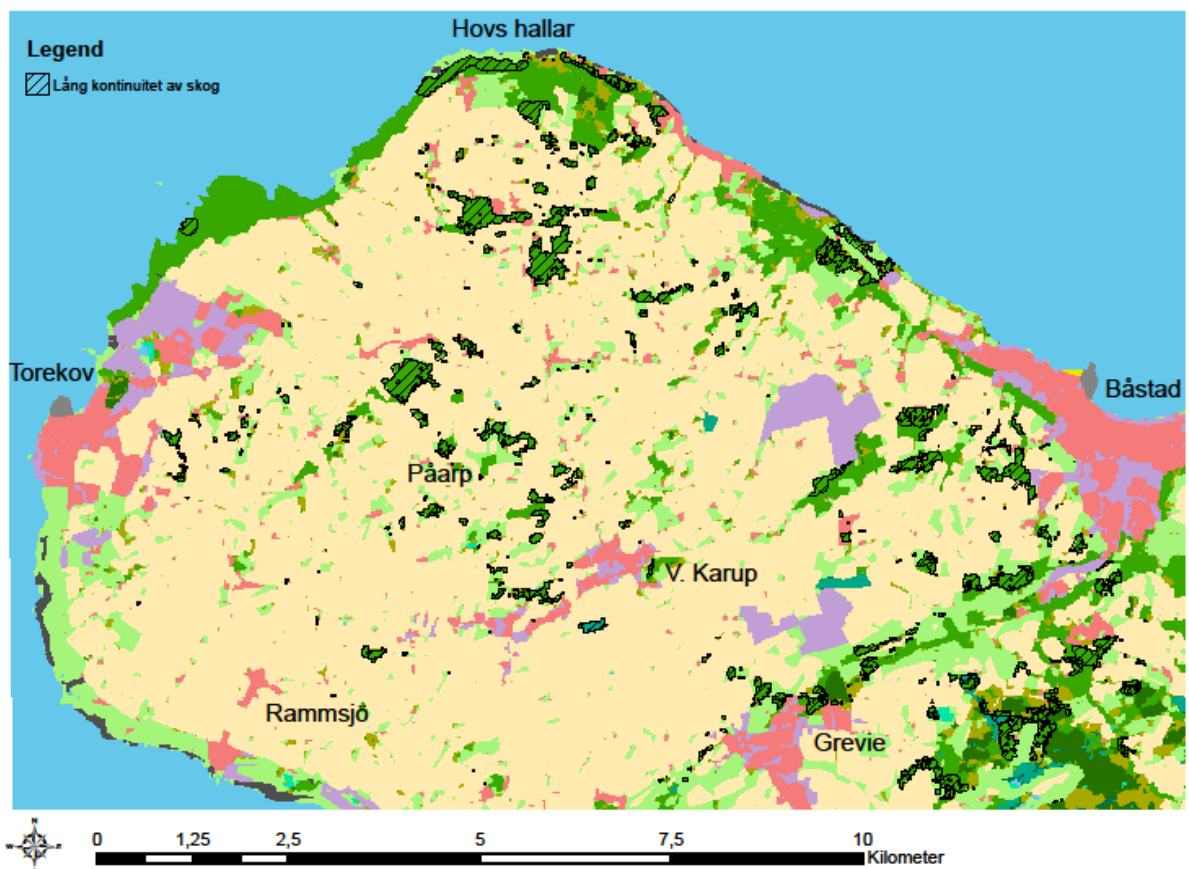 Hovs hallar
Legend
Lång kontinuitet av skog
Torekov
Båstad
Påarp
V. Karup
Rammsjö
Grevie
N
W E
S
0 1,25 2,5 5 7,5 10
Kilometer